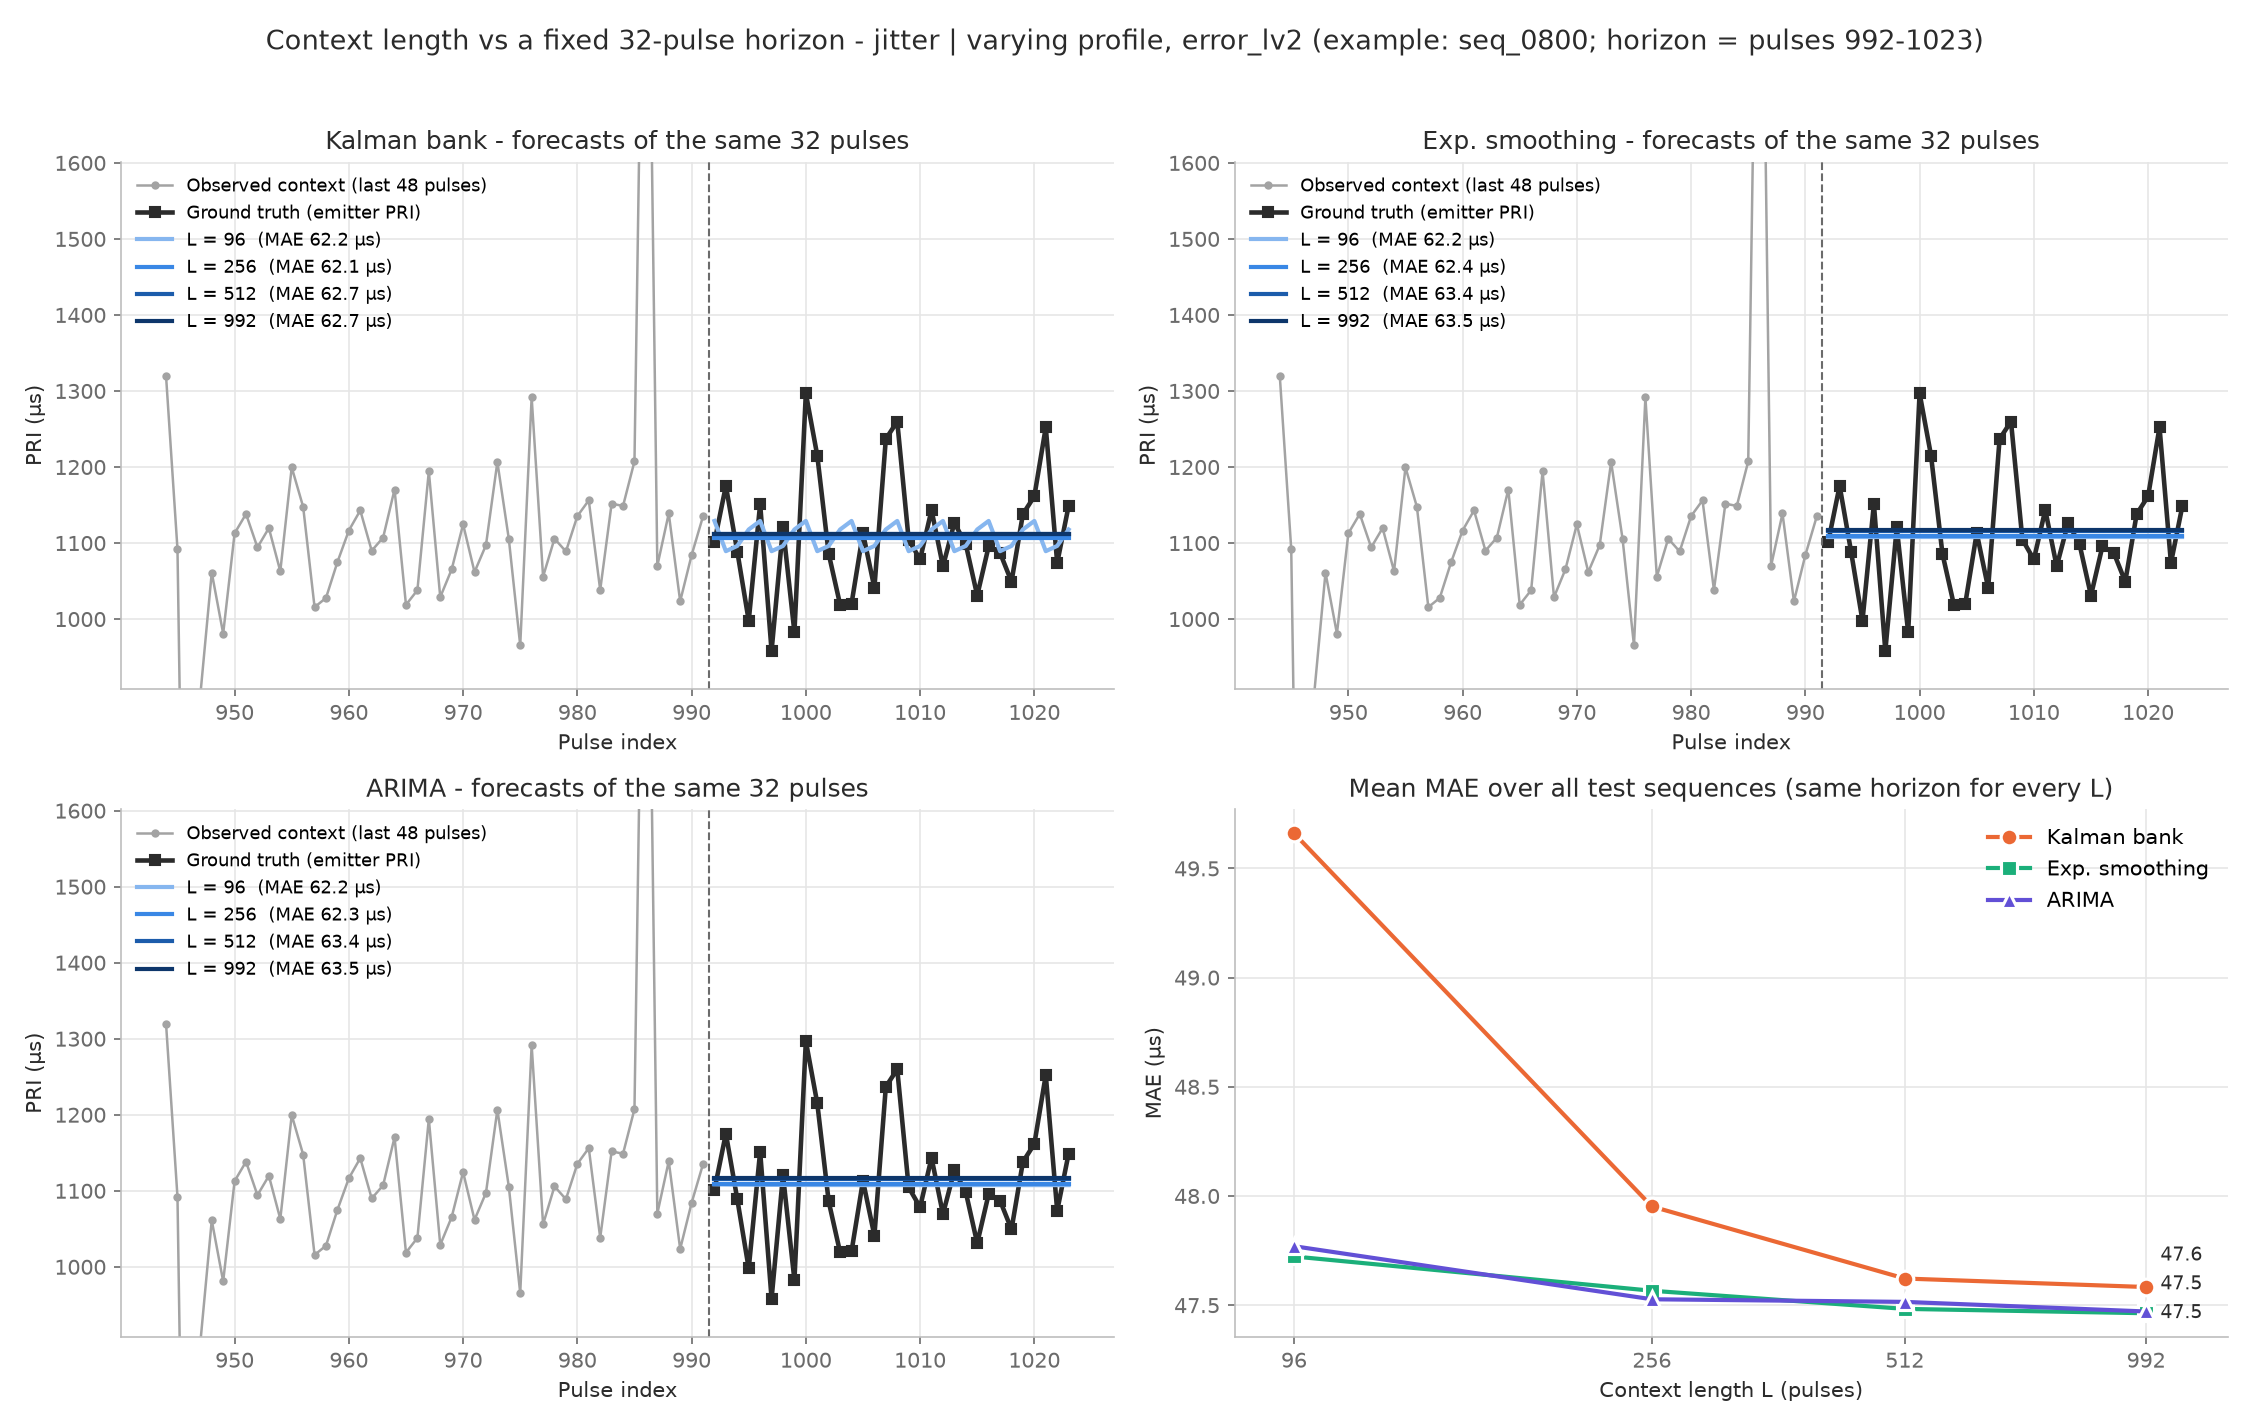 Context length vs a fixed 32-pulse horizon - jitter | varying profile, error_lv2 (example: seq_0800; horizon = pulses 992-1023)
Kalman bank - forecasts of the same 32 pulses
1600
1500
1400
1300
1200
1100
1000
PRI (µs)
Observed context (last 48 pulses)
Ground truth (emitter PRI)
L = 96 (MAE 62.2 µs)
L = 256 (MAE 62.1 µs)
L = 512 (MAE 62.7 µs)
L = 992 (MAE 62.7 µs)
950 960 970 980 990 1000 1010 1020
Pulse index
Exp. smoothing - forecasts of the same 32 pulses
1600
1500
1400
1300
1200
1100
1000
PRI (µs)
Observed context (last 48 pulses)
Ground truth (emitter PRI)
L = 96 (MAE 62.2 µs)
L = 256 (MAE 62.4 µs)
L = 512 (MAE 63.4 µs)
L = 992 (MAE 63.5 µs)
950 960 970 980 990 1000 1010 1020
Pulse index
ARIMA - forecasts of the same 32 pulses
1600
1500
1400
1300
1200
1100
1000
PRI (µs)
Observed context (last 48 pulses)
Ground truth (emitter PRI)
L = 96 (MAE 62.2 µs)
L = 256 (MAE 62.3 µs)
L = 512 (MAE 63.4 µs)
L = 992 (MAE 63.5 µs)
950 960 970 980 990 1000 1010 1020
Pulse index
Mean MAE over all test sequences (same horizon for every L)
49.5
49.0
48.5
48.0
47.5
MAE (µs)
Kalman bank
Exp. smoothing
ARIMA
47.6
47.5
47.5
96 256 512 992
Context length L (pulses)